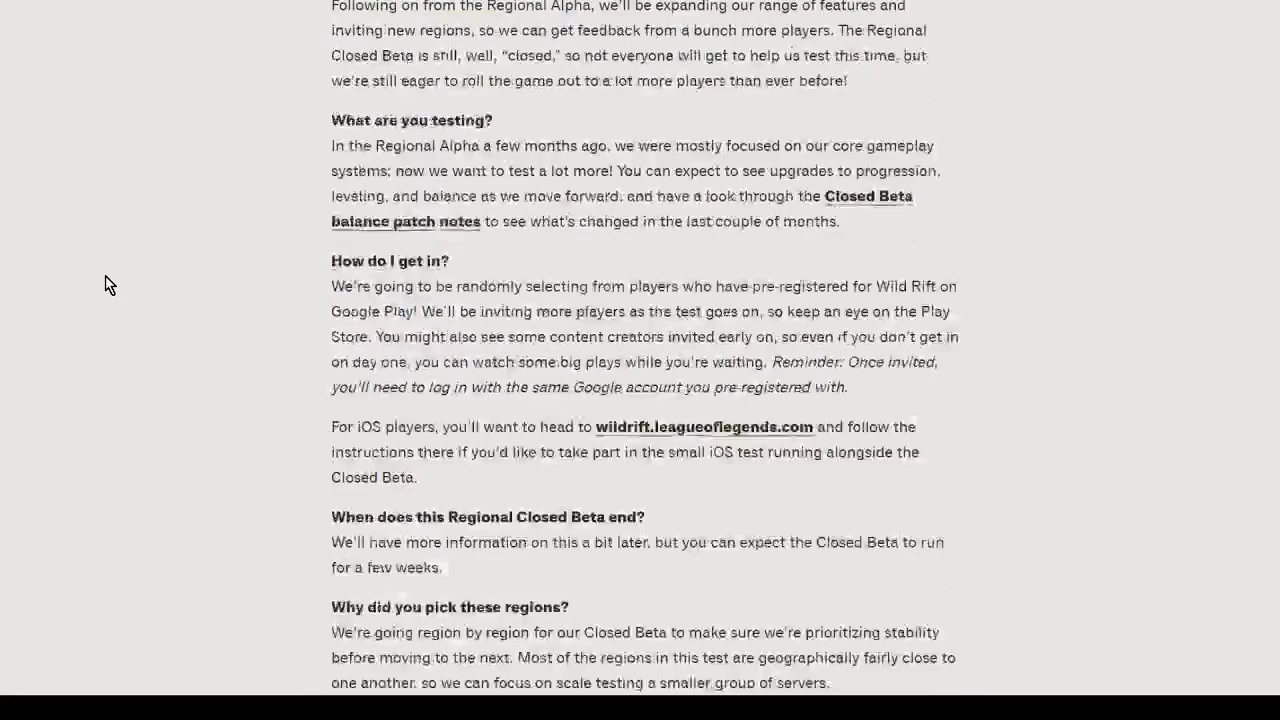 Following on from the Regional Alpha, we'll be expanding our range of features and
inviting new regions, so we can get feedback from a bunch more players. The Regional
Closed Beta is still, well, "closed," so not everyone will get to help us test this time, but
we're still eager to roll the game out to a lot more players than ever before!
What are you testing?
In the Regional Alpha a few months ago, we were mostly focused on our core gameplay
systems; now we want to test a lot more! You can expect to see upgrades to progression,
leveling, and balance as we move forward, and have a look through the Closed Beta
balance patch notes to see what's changed in the last couple of months.
How do I get in?
We're going to be randomly selecting from players who have pre-registered for Wild Rift on
Google Play! We'll be inviting more players as the test goes on, so keep an eye on the Play
Store. You might also see some content creators invited early on, so even if you don't get in
on day one, you can watch some big plays while you're waiting. Reminder: Once invited,
you'll need to log in with the same Google account you pre-registered with.
For iOS players, you'll want to head to wildrift.leagueoflegends.com and follow the
instructions there if you'd like to take part in the small iOS test running alongside the
Closed Beta.
When does this Regional Closed Beta end?
We'll have more information on this a bit later, but you can expect the Closed Beta to run
for a few weeks.
Why did you pick these regions?
We're going region by region for our Closed Beta to make sure we're prioritizing stability
before moving to the next. Most of the regions in this test are geographically fairly close to
one another, so we can focus on scale testing a smaller group of servers.